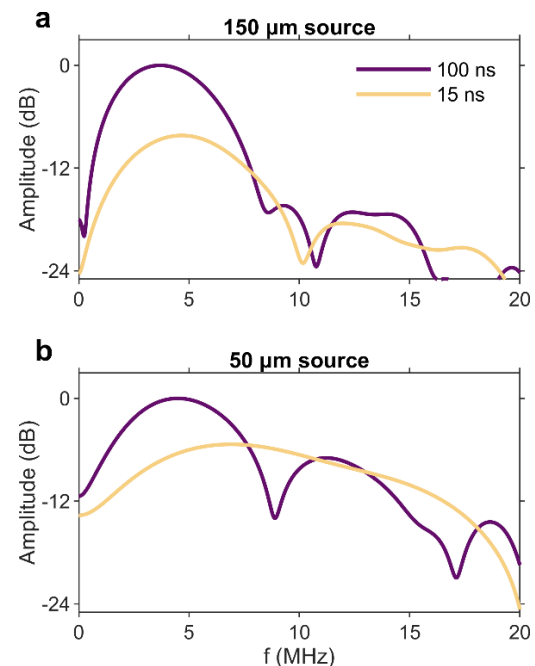 a
150 μm source
100 ns
15 ns
Amplitude (dB)
0
-12
-24
0 5 10 15 20
b
50 μm source
Amplitude (dB)
0
-12
-24
0 5 10 15 20
f (MHz)